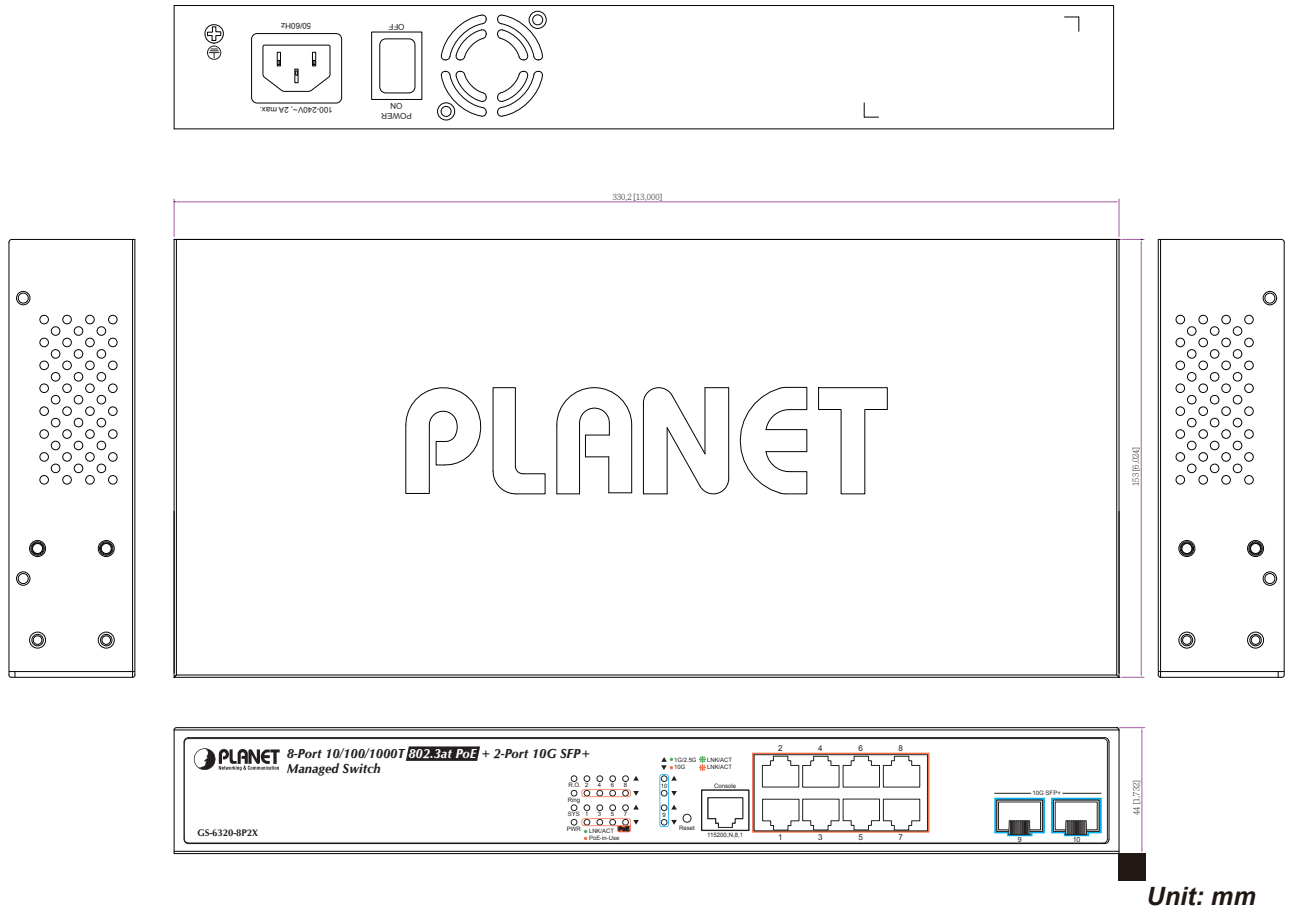 50/60Hz
100-240V~, 2A max.
OFF
ON
POWER
330,2 [13,000]
PLANET
153 [6,024]
PLANET
Networking & Communication
8-Port 10/100/1000T 802.3at PoE + 2-Port 10G SFP+
Managed Switch
GS-6320-8P2X
R.O. 2 4 6 8
Ring
SYS 1 3 5 7
PWR LNK/ACT PoE
PoE-in-Use
▲ 1G/2.5G LNK/ACT
▼ 10G LNK/ACT
10
9
Reset
Console
115200,N,8,1
2 4 6 8
1 3 5 7
10G SFP+
9 10
44 [1,732]
Unit: mm